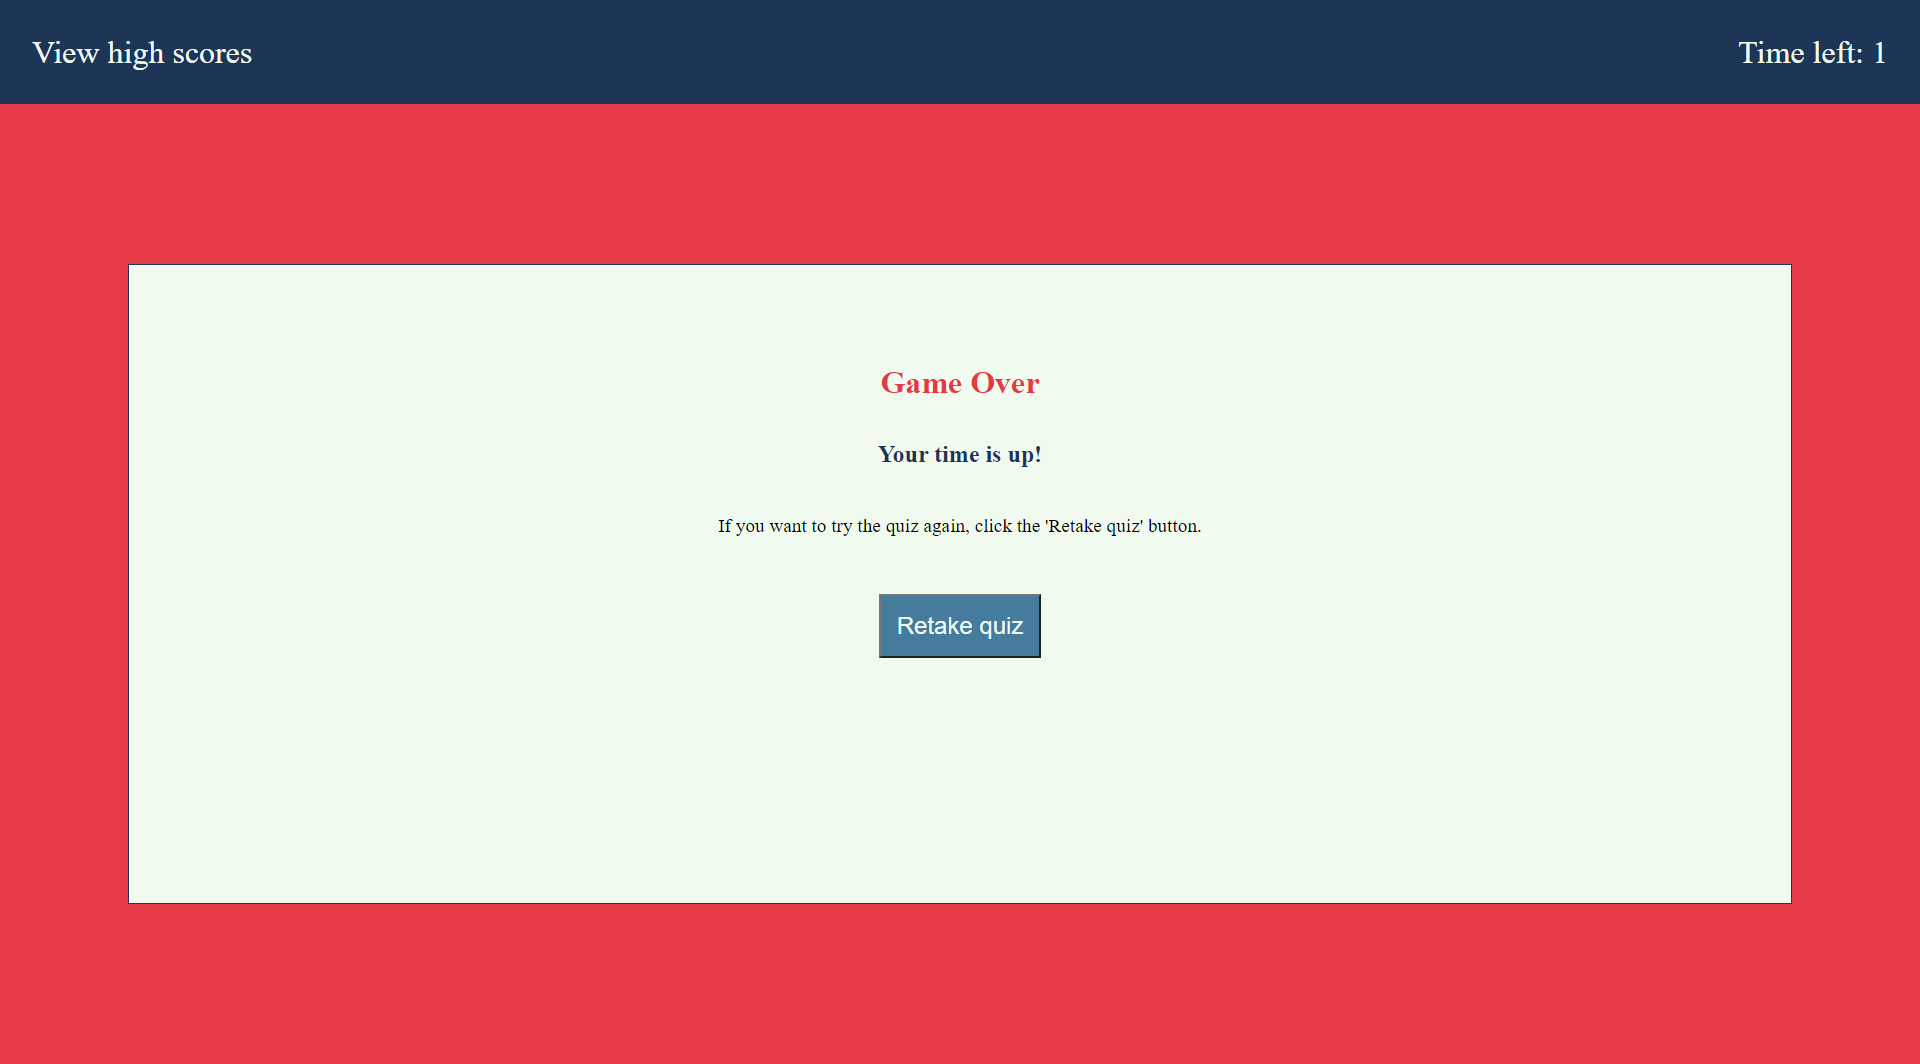 View high scores
Time left: 1
Game Over
Your time is up!
If you want to try the quiz again, click the 'Retake quiz' button.
Retake quiz